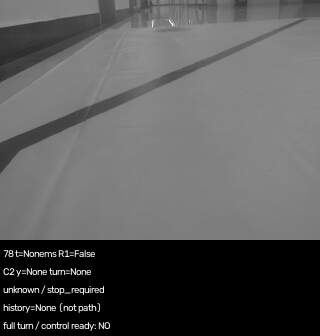 78 t=Nonems R1=False
C2 y=None turn=None
unknown / stop_required
history=None (not path)
full turn / control ready: NO